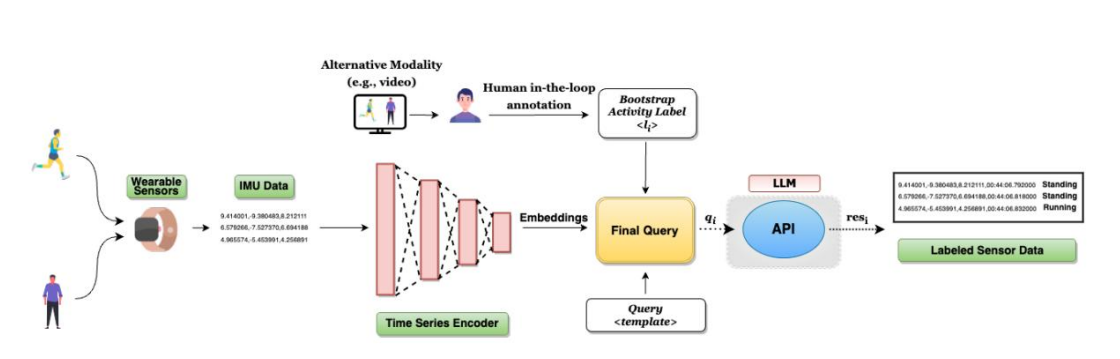 Alternative Modality
(e.g., video)
Human in-the-loop
annotation
Bootstrap
Activity Label
<l_i>
Wearable
Sensors
IMU Data
9.414001,-9.380483,8.212111
6.579266,-7.527370,6.694188
4.965574,-5.453991,4.256891
Time Series Encoder
Embeddings
Final Query
Query
<template>
q_i
LLM
API
res_i
9.414001,-9.380483,8.212111,00:44:06.792000 Standing
6.579266,-7.527370,6.694188,00:44:06.818000 Standing
4.965574,-5.453991,4.256891,00:44:06.832000 Running
Labeled Sensor Data